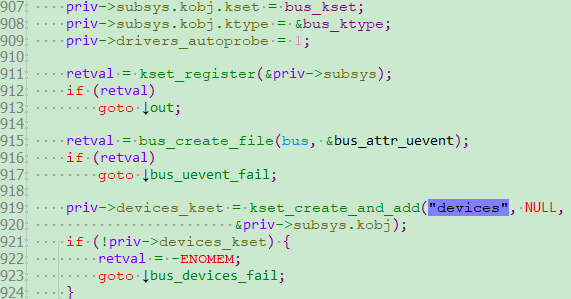 907: priv->subsys.kobj.kset = bus_kset;
908: priv->subsys.kobj.ktype = &bus_ktype;
909: priv->drivers_autoprobe = 1;
910:
911: retval = kset_register(&priv->subsys);
912: if (retval)
913: goto ↓out;
914:
915: retval = bus_create_file(bus, &bus_attr_uevent);
916: if (retval)
917: goto ↓bus_uevent_fail;
918:
919: priv->devices_kset = kset_create_and_add("devices", NULL,
920: &priv->subsys.kobj);
921: if (!priv->devices_kset) {
922: retval = -ENOMEM;
923: goto ↓bus_devices_fail;
924: }